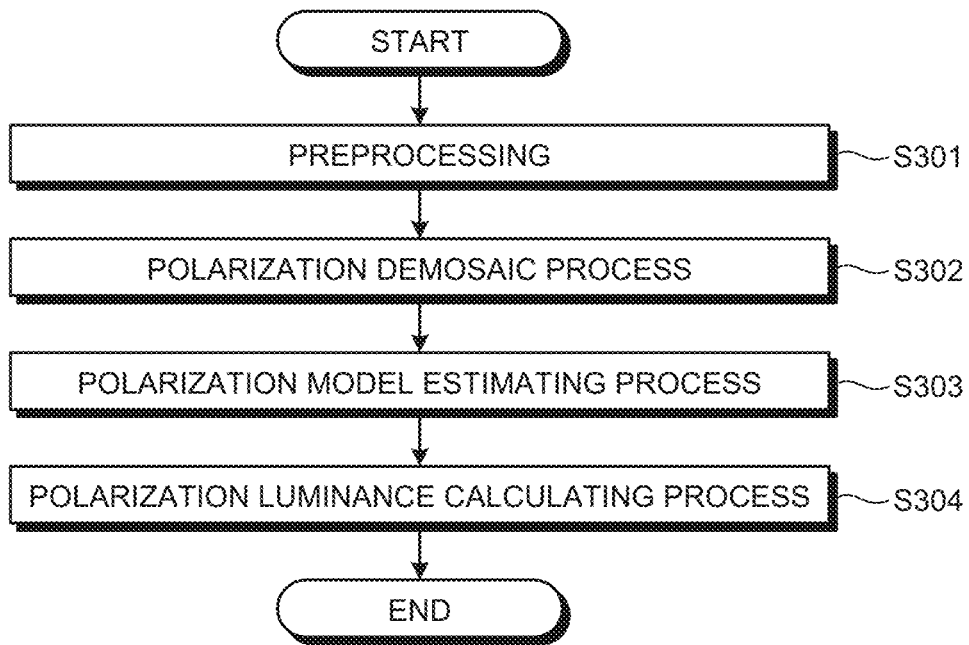 START
PREPROCESSING
S301
POLARIZATION DEMOSAIC PROCESS
S302
POLARIZATION MODEL ESTIMATING PROCESS
S303
POLARIZATION LUMINANCE CALCULATING PROCESS
S304
END